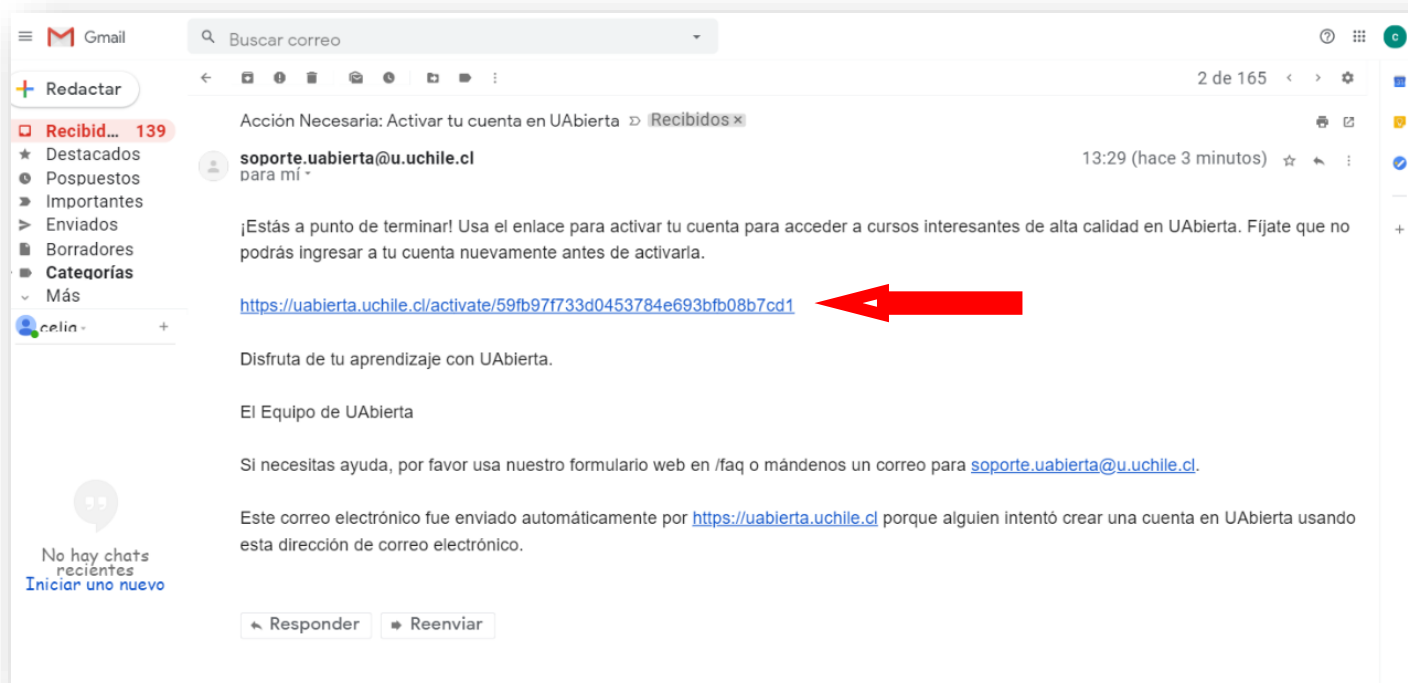 Gmail
Buscar correo
Redactar
2 de 165
Recibid... 139
Destacados
Pospuestos
Importantes
Enviados
Borradores
Categorías
Más
celia
No hay chats
recientes
Iniciar uno nuevo
Acción Necesaria: Activar tu cuenta en UAbierta Recibidos ×
soporte.uabierta@u.uchile.cl
13:29 (hace 3 minutos)
para mí
¡Estás a punto de terminar! Usa el enlace para activar tu cuenta para acceder a cursos interesantes de alta calidad en UAbierta. Fíjate que no
podrás ingresar a tu cuenta nuevamente antes de activarla.
https://uabierta.uchile.cl/activate/59fb97f733d0453784e693bfb08b7cd1
Disfruta de tu aprendizaje con UAbierta.
El Equipo de UAbierta
Si necesitas ayuda, por favor usa nuestro formulario web en /faq o mándenos un correo para soporte.uabierta@u.uchile.cl.
Este correo electrónico fue enviado automáticamente por https://uabierta.uchile.cl porque alguien intentó crear una cuenta en UAbierta usando
esta dirección de correo electrónico.
Responder
Reenviar
c